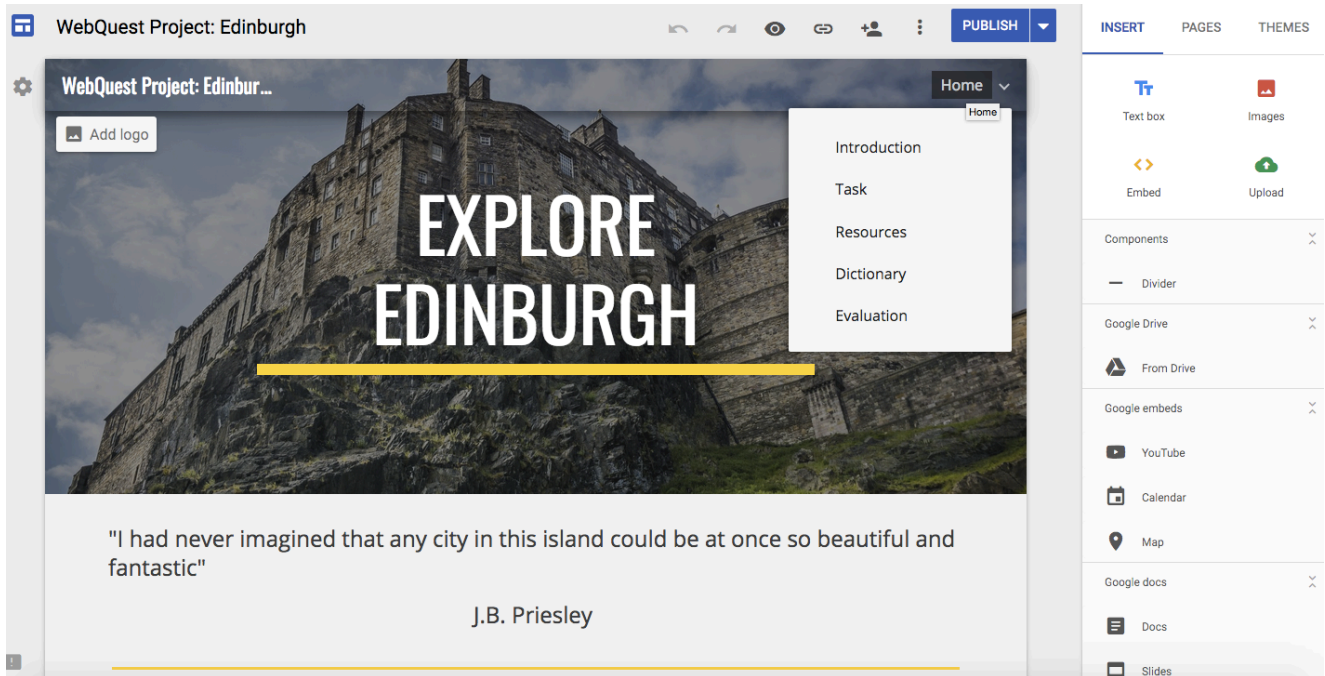 WebQuest Project: Edinburgh
PUBLISH
INSERT
PAGES
THEMES
WebQuest Project: Edinbur...
Home
Home
Add logo
Introduction
Task
Resources
Dictionary
Evaluation
EXPLORE
EDINBURGH
"I had never imagined that any city in this island could be at once so beautiful and
fantastic"
J.B. Priesley
Text box
Images
Embed
Upload
Components
Divider
Google Drive
From Drive
Google embeds
YouTube
Calendar
Map
Google docs
Docs
Slides